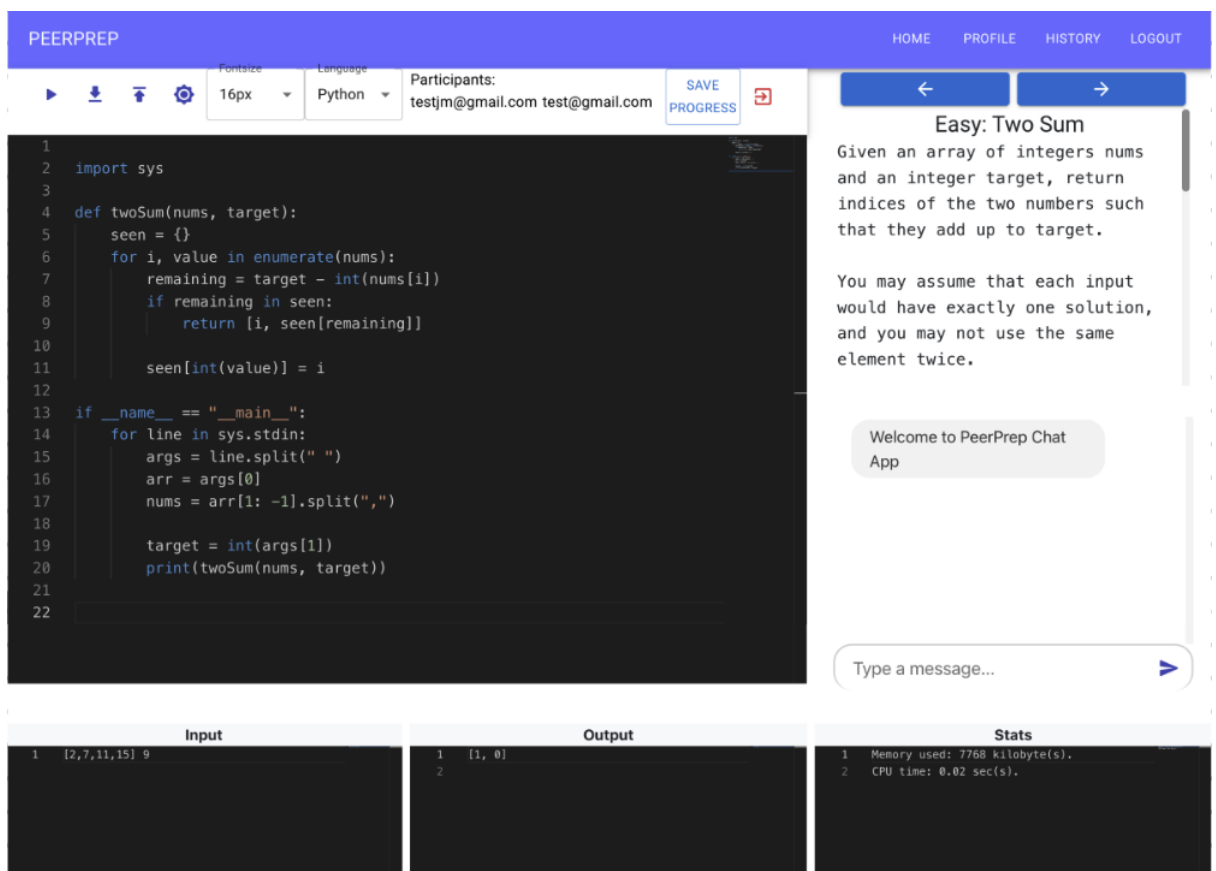 PEERPREP HOME PROFILE HISTORY LOGOUT
Fontsize Language
16px Python
Participants:
testjm@gmail.com test@gmail.com
SAVE
PROGRESS
1
2 import sys
3
4 def twoSum(nums, target):
5     seen = {}
6     for i, value in enumerate(nums):
7         remaining = target - int(nums[i])
8         if remaining in seen:
9             return [i, seen[remaining]]
10
11         seen[int(value)] = i
12
13 if __name__ == "__main__":
14     for line in sys.stdin:
15         args = line.split(" ")
16         arr = args[0]
17         nums = arr[1: -1].split(",")
18
19         target = int(args[1])
20         print(twoSum(nums, target))
21
22
Easy: Two Sum
Given an array of integers nums
and an integer target, return
indices of the two numbers such
that they add up to target.
You may assume that each input
would have exactly one solution,
and you may not use the same
element twice.
Welcome to PeerPrep Chat
App
Type a message...
Input
1 [2,7,11,15] 9
Output
1 [1, 0]
2
Stats
1 Memory used: 7768 kilobyte(s).
2 CPU time: 0.02 sec(s).